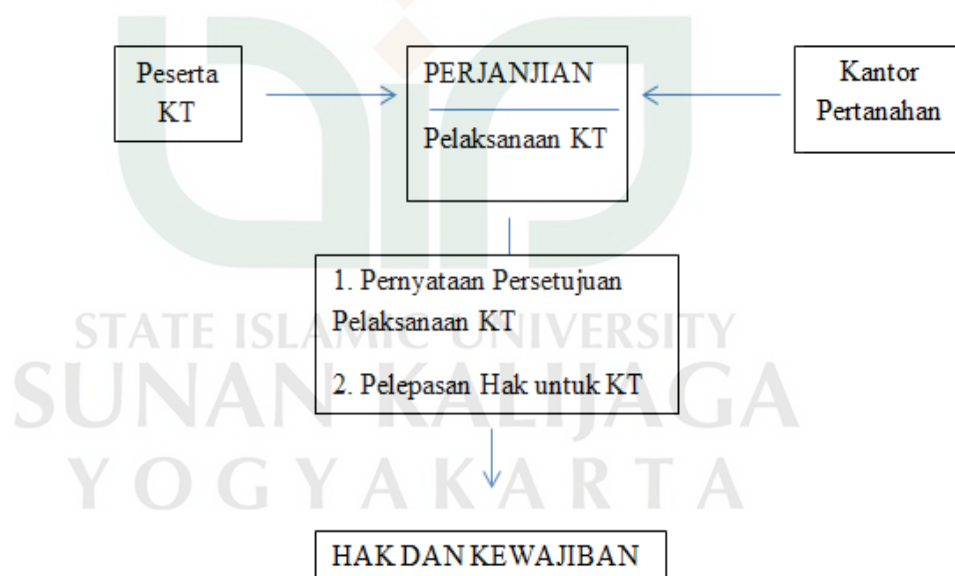 Peserta
KT
PERJANJIAN
Pelaksanaan KT
Kantor
Pertanahan
1. Pernyataan Persetujuan
Pelaksanaan KT
2. Pelepasan Hak untuk KT
STATE ISLAMIC UNIVERSITY
SUNAN KALIJAGA
YOGYAKARTA
HAK DAN KEWAJIBAN